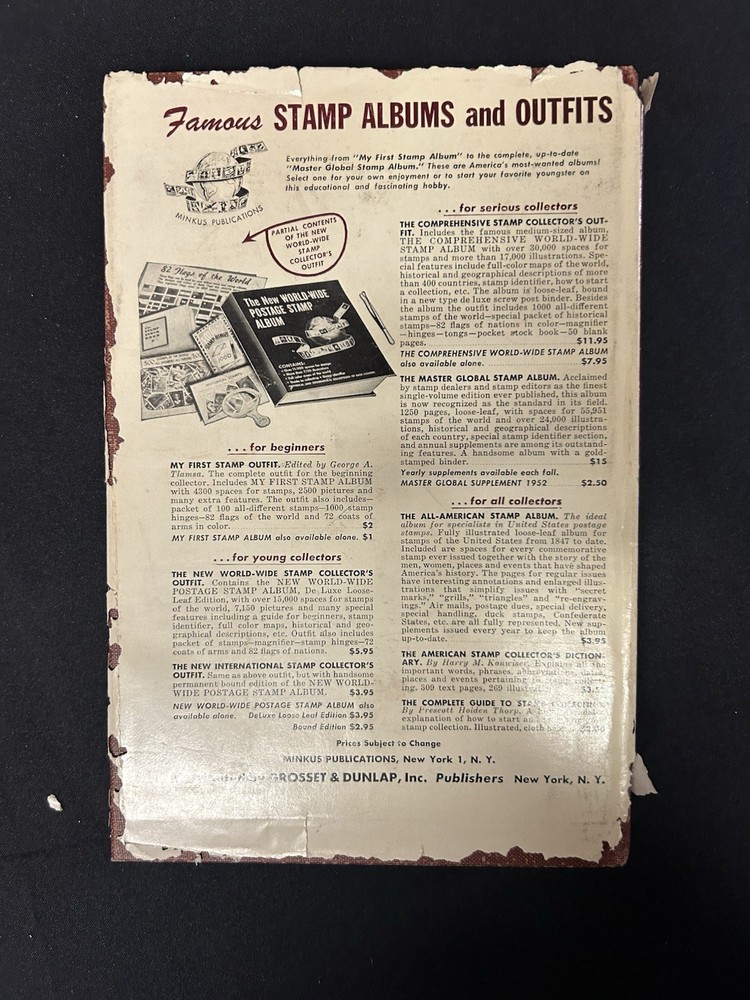 Famous STAMP ALBUMS and OUTFITS
Everything from "My First Stamp Album" to the complete, up-to-date
"Master Global Stamp Album." These are America's most-wanted albums!
Select one for your own enjoyment or to start your favorite youngster on
this educational and fascinating hobby.
MINKUS PUBLICATIONS
PARTIAL CONTENTS
OF THE NEW
WORLD-WIDE
STAMP
COLLECTOR'S
OUTFIT
82 Flags of the World
The New WORLD-WIDE
POSTAGE STAMP
ALBUM
CONTAINS:
. . . for beginners
MY FIRST STAMP OUTFIT. Edited by George A.
Tlamsa. The complete outfit for the beginning
collector. Includes MY FIRST STAMP ALBUM
with 4300 spaces for stamps, 2500 pictures and
many extra features. The outfit also includes—
packet of 100 all-different stamps—1000 stamp
hinges—82 flags of the world and 72 coats of
arms in color. $2
MY FIRST STAMP ALBUM also available alone. $1
. . . for young collectors
THE NEW WORLD-WIDE STAMP COLLECTOR'S
OUTFIT. Contains the NEW WORLD-WIDE
POSTAGE STAMP ALBUM, De Luxe Loose-
Leaf Edition, with over 15,000 spaces for stamps
of the world, 7,150 pictures and many special
features including a guide for beginners, stamp
identifier, full color maps, historical and geo-
graphical descriptions, etc. Outfit also includes
packet of stamps—magnifier—stamp hinges—72
coats of arms and 82 flags of nations. $5.95
THE NEW INTERNATIONAL STAMP COLLECTOR'S
OUTFIT. Same as above outfit, but with handsome
permanent bound edition of the NEW WORLD-
WIDE POSTAGE STAMP ALBUM. $3.95
NEW WORLD-WIDE POSTAGE STAMP ALBUM also
available alone. DeLuxe Loose Leaf Edition $3.95
Bound Edition $2.95
. . . for serious collectors
THE COMPREHENSIVE STAMP COLLECTOR'S OUT-
FIT. Includes the famous medium-sized album,
THE COMPREHENSIVE WORLD-WIDE
STAMP ALBUM with over 30,000 spaces for
stamps and more than 17,000 illustrations. Spe-
cial features include full-color maps of the world,
historical and geographical descriptions of more
than 400 countries, stamp identifier, how to start
a collection, etc. The album is loose-leaf, bound
in a new type de luxe screw post binder. Besides
the album the outfit includes 1000 all-different
stamps of the world—special packet of historical
stamps—82 flags of nations in color—magnifier
—hinges—tongs—pocket stock book—50 blank
pages. $11.95
THE COMPREHENSIVE WORLD-WIDE STAMP ALBUM
also available alone. $7.95
THE MASTER GLOBAL STAMP ALBUM. Acclaimed
by stamp dealers and stamp editors as the finest
single-volume edition ever published, this album
is now recognized as the standard in its field.
1250 pages, loose-leaf, with spaces for 55,951
stamps of the world and over 24,000 illustra-
tions, historical and geographical descriptions
of each country, special stamp identifier section,
and annual supplements are among its outstand-
ing features. A handsome album with a gold-
stamped binder. $15
Yearly supplements available each fall.
MASTER GLOBAL SUPPLEMENT 1952 $2.50
. . . for all collectors
THE ALL-AMERICAN STAMP ALBUM. The ideal
album for specialists in United States postage
stamps. Fully illustrated loose-leaf album for
stamps of the United States from 1847 to date.
Included are spaces for every commemorative
stamp ever issued together with the story of the
men, women, places and events that have shaped
America's history. The pages for regular issues
have interesting annotations and enlarged illus-
trations that simplify issues with "secret
marks," "grills," "triangles" and "re-engrav-
ings." Air mails, postage dues, special delivery,
special handling, duck stamps, Confederate
States, etc. are all fully represented. New sup-
plements issued every year to keep the album
up-to-date. $3.95
THE AMERICAN STAMP COLLECTOR'S DICTION-
ARY. By Harry M. Konwiser. Explains all the
important words, phrases, abbreviations, dates,
places and events pertaining to stamp collect-
ing. 309 text pages, 269
THE COMPLETE GUIDE TO STAMP
By Prescott Holden Thorp.
explanation of how to start and
stamp collection. Illustrated, cloth
Prices Subject to Change
MINKUS PUBLICATIONS, New York 1, N. Y.
by GROSSET & DUNLAP, Inc. Publishers New York, N. Y.